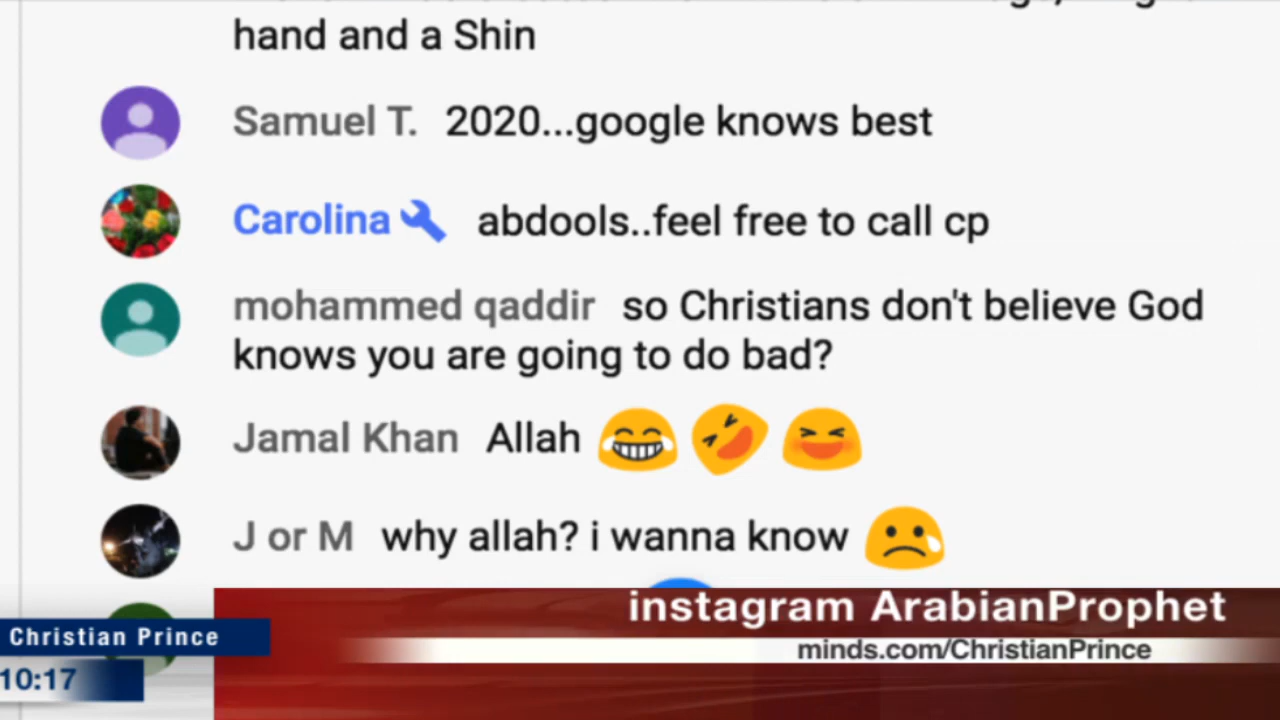 hand and a Shin
Samuel T. 2020...google knows best
Carolina abdools..feel free to call cp
mohammed qaddir so Christians don't believe God
knows you are going to do bad?
Jamal Khan Allah 😂 🤣 😆
J or M why allah? i wanna know 😢
instagram ArabianProphet
Christian Prince
minds.com/ChristianPrince
10:17